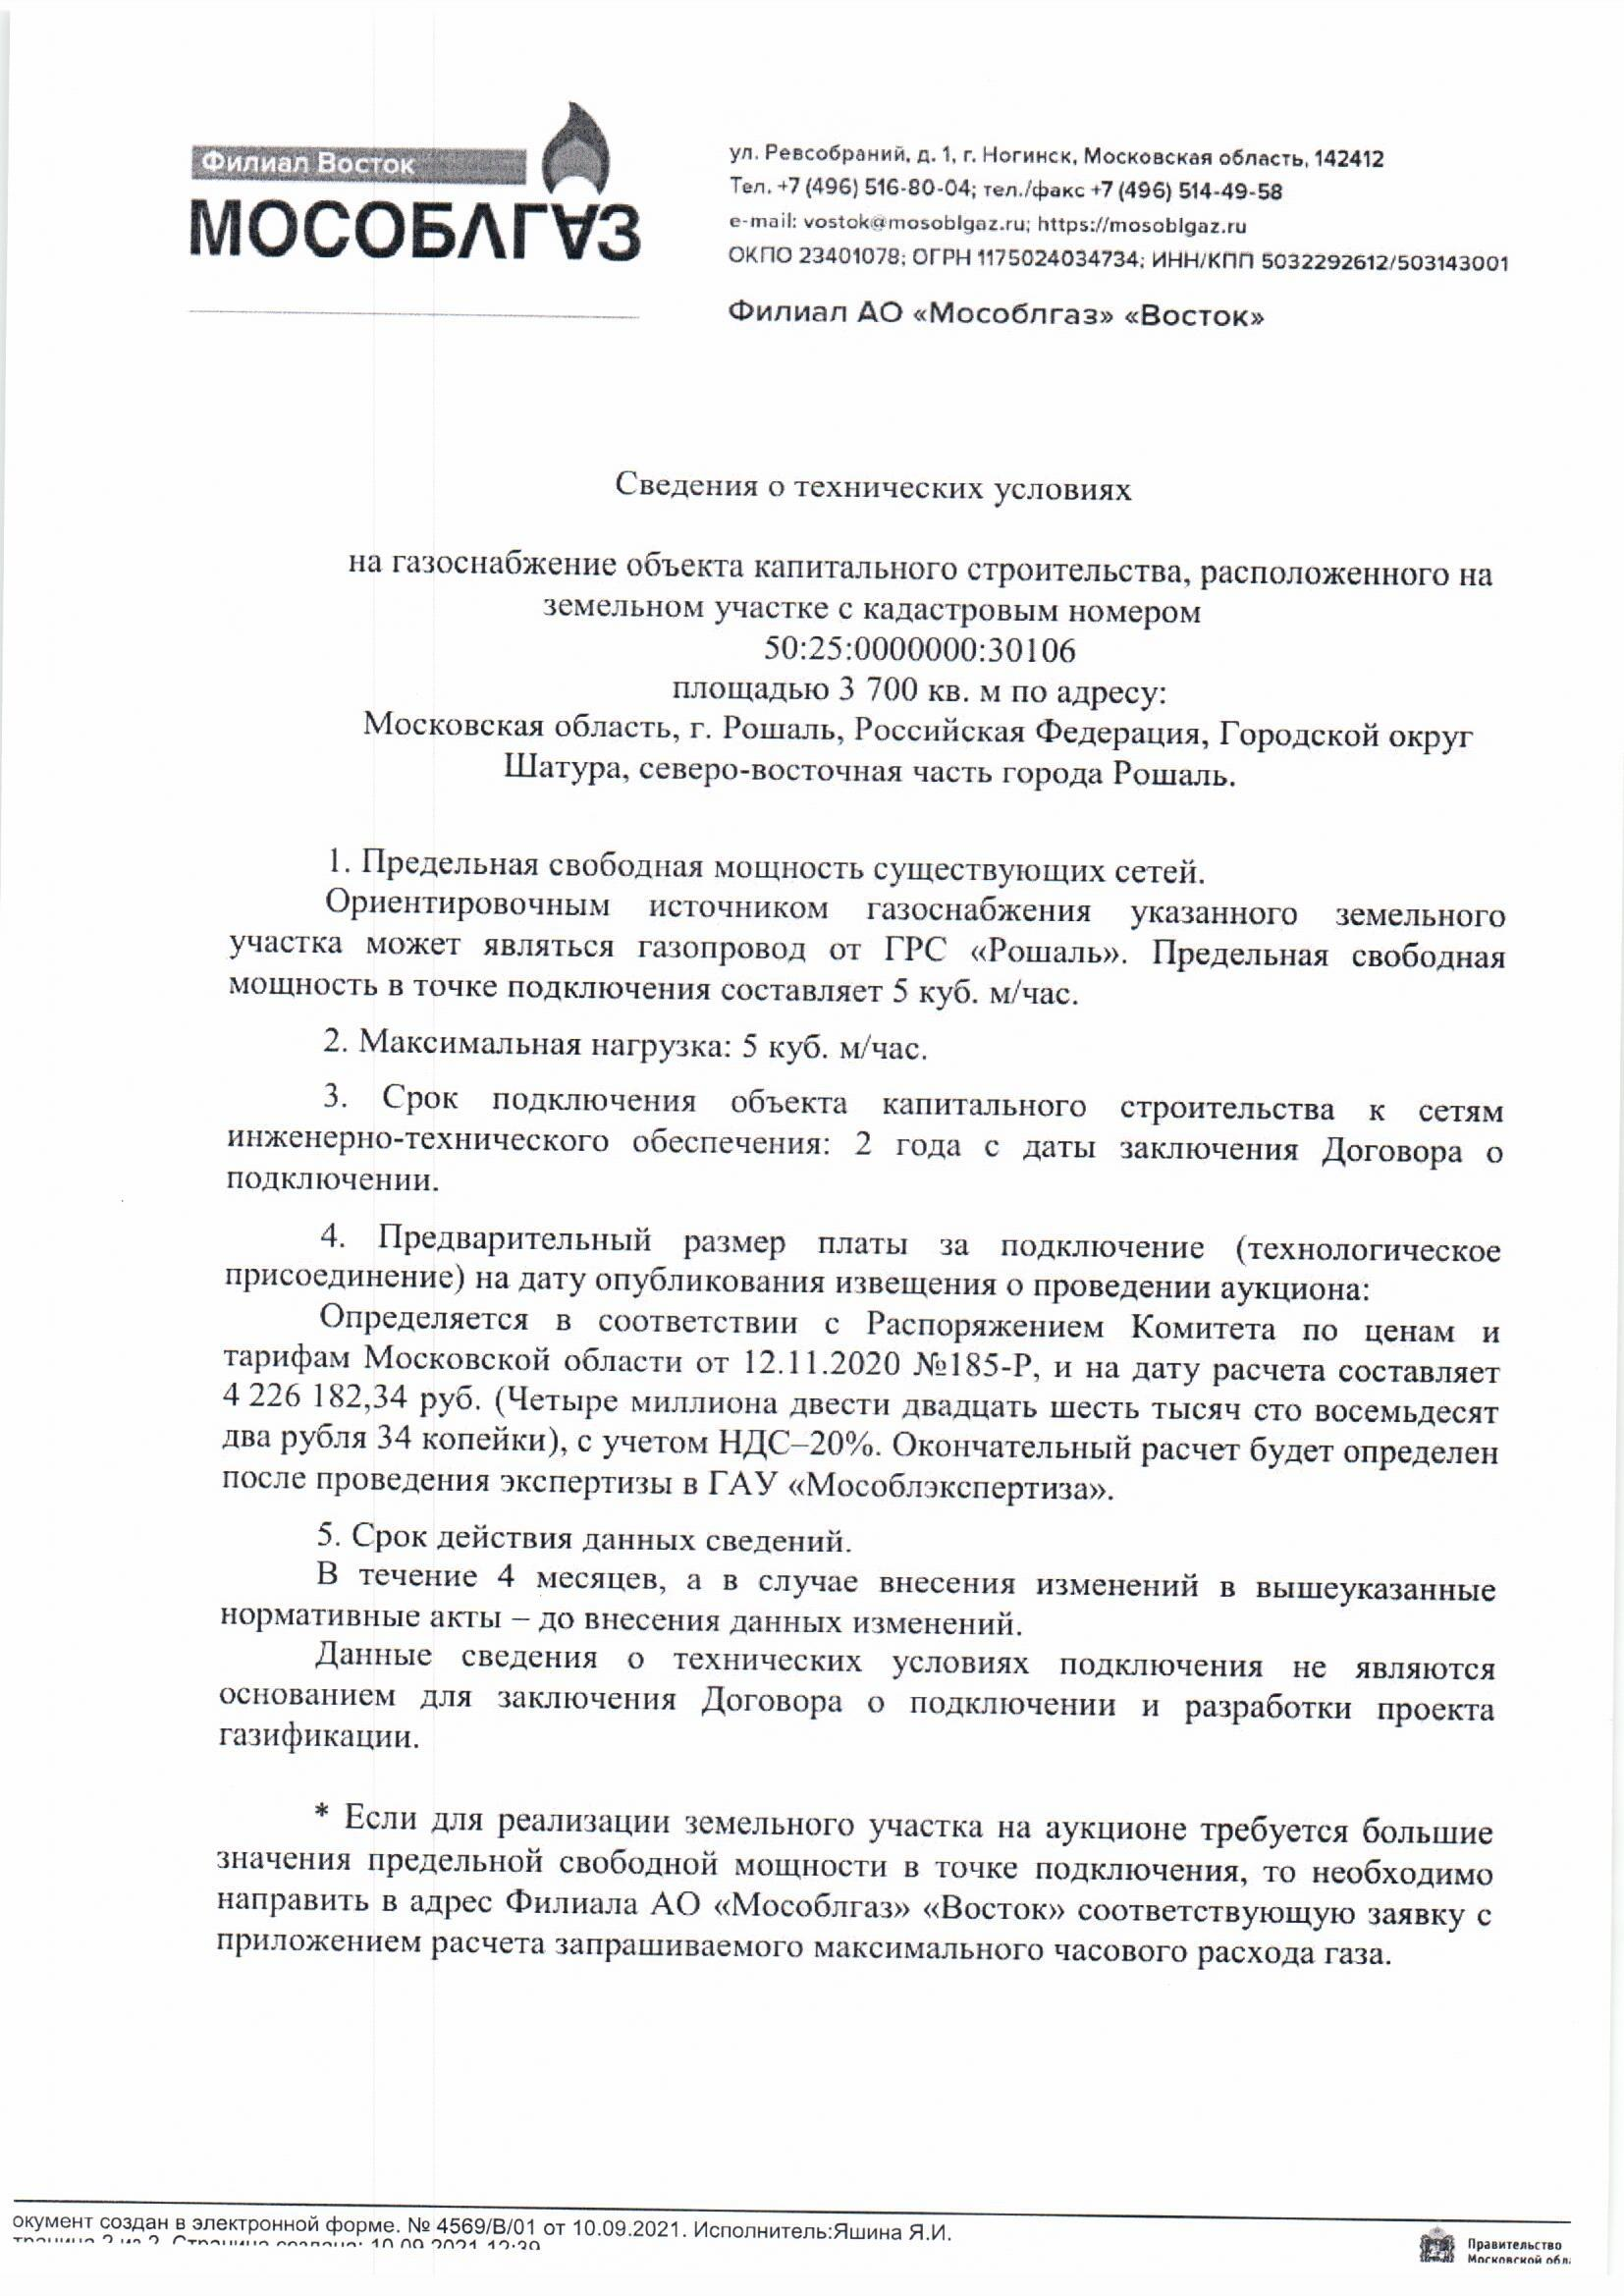 Филиал Восток
МОСОБЛГАЗ
ул. Ревсобраний, д. 1, г. Ногинск, Московская область, 142412
Тел. +7 (496) 516-80-04; тел./факс +7 (496) 514-49-58
e-mail: vostok@mosoblgaz.ru; https://mosoblgaz.ru
ОКПО 23401078; ОГРН 1175024034734; ИНН/КПП 5032292612/503143001
Филиал АО «Мособлгаз» «Восток»
Сведения о технических условиях
на газоснабжение объекта капитального строительства, расположенного на
земельном участке с кадастровым номером
50:25:0000000:30106
площадью 3 700 кв. м по адресу:
Московская область, г. Рошаль, Российская Федерация, Городской округ
Шатура, северо-восточная часть города Рошаль.
1. Предельная свободная мощность существующих сетей.
Ориентировочным источником газоснабжения указанного земельного
участка может являться газопровод от ГРС «Рошаль». Предельная свободная
мощность в точке подключения составляет 5 куб. м/час.
2. Максимальная нагрузка: 5 куб. м/час.
3. Срок подключения объекта капитального строительства к сетям
инженерно-технического обеспечения: 2 года с даты заключения Договора о
подключении.
4. Предварительный размер платы за подключение (технологическое
присоединение) на дату опубликования извещения о проведении аукциона:
Определяется в соответствии с Распоряжением Комитета по ценам и
тарифам Московской области от 12.11.2020 №185-Р, и на дату расчета составляет
4 226 182,34 руб. (Четыре миллиона двести двадцать шесть тысяч сто восемьдесят
два рубля 34 копейки), с учетом НДС–20%. Окончательный расчет будет определен
после проведения экспертизы в ГАУ «Мособлэкспертиза».
5. Срок действия данных сведений.
В течение 4 месяцев, а в случае внесения изменений в вышеуказанные
нормативные акты – до внесения данных изменений.
Данные сведения о технических условиях подключения не являются
основанием для заключения Договора о подключении и разработки проекта
газификации.
* Если для реализации земельного участка на аукционе требуется большие
значения предельной свободной мощности в точке подключения, то необходимо
направить в адрес Филиала АО «Мособлгаз» «Восток» соответствующую заявку с
приложением расчета запрашиваемого максимального часового расхода газа.
окумент создан в электронной форме. № 4569/В/01 от 10.09.2021. Исполнитель:Яшина Я.И.
траница 2 из 2. Страница создана: 10.09.2021 12:39
Правительство
Московской обл